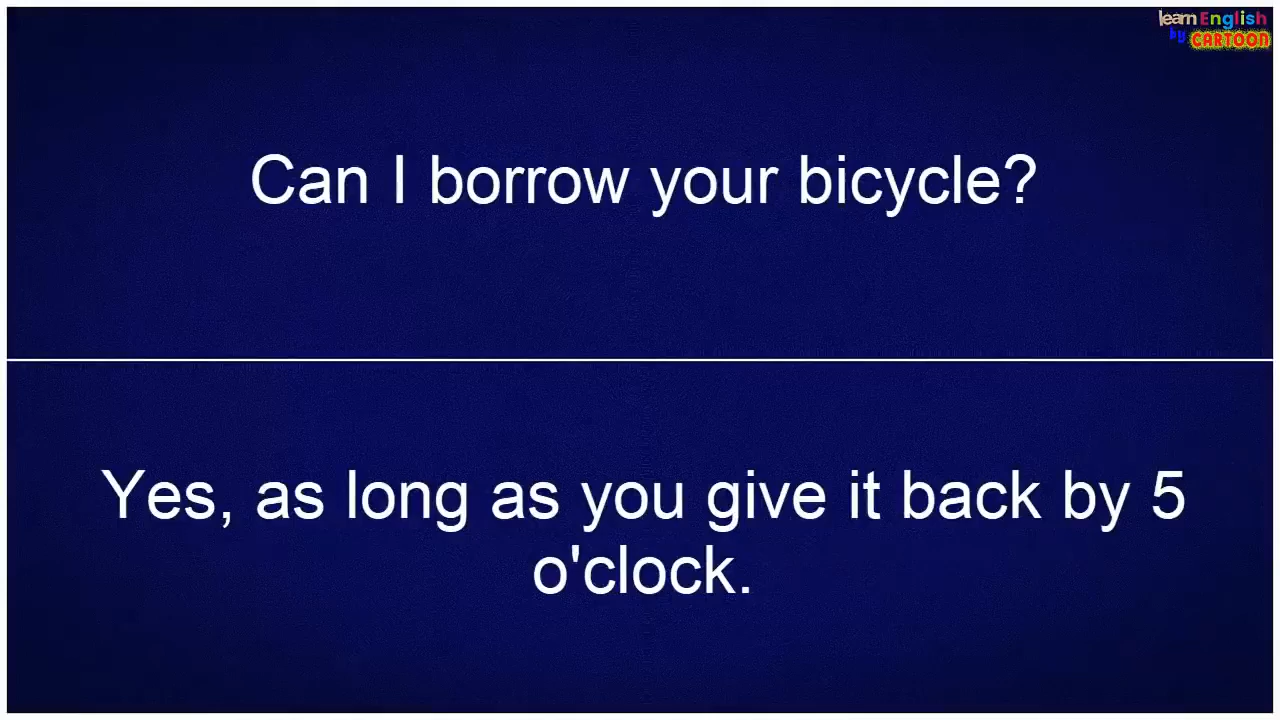 learn English
by CARTOON
Can I borrow your bicycle?
Yes, as long as you give it back by 5
o'clock.